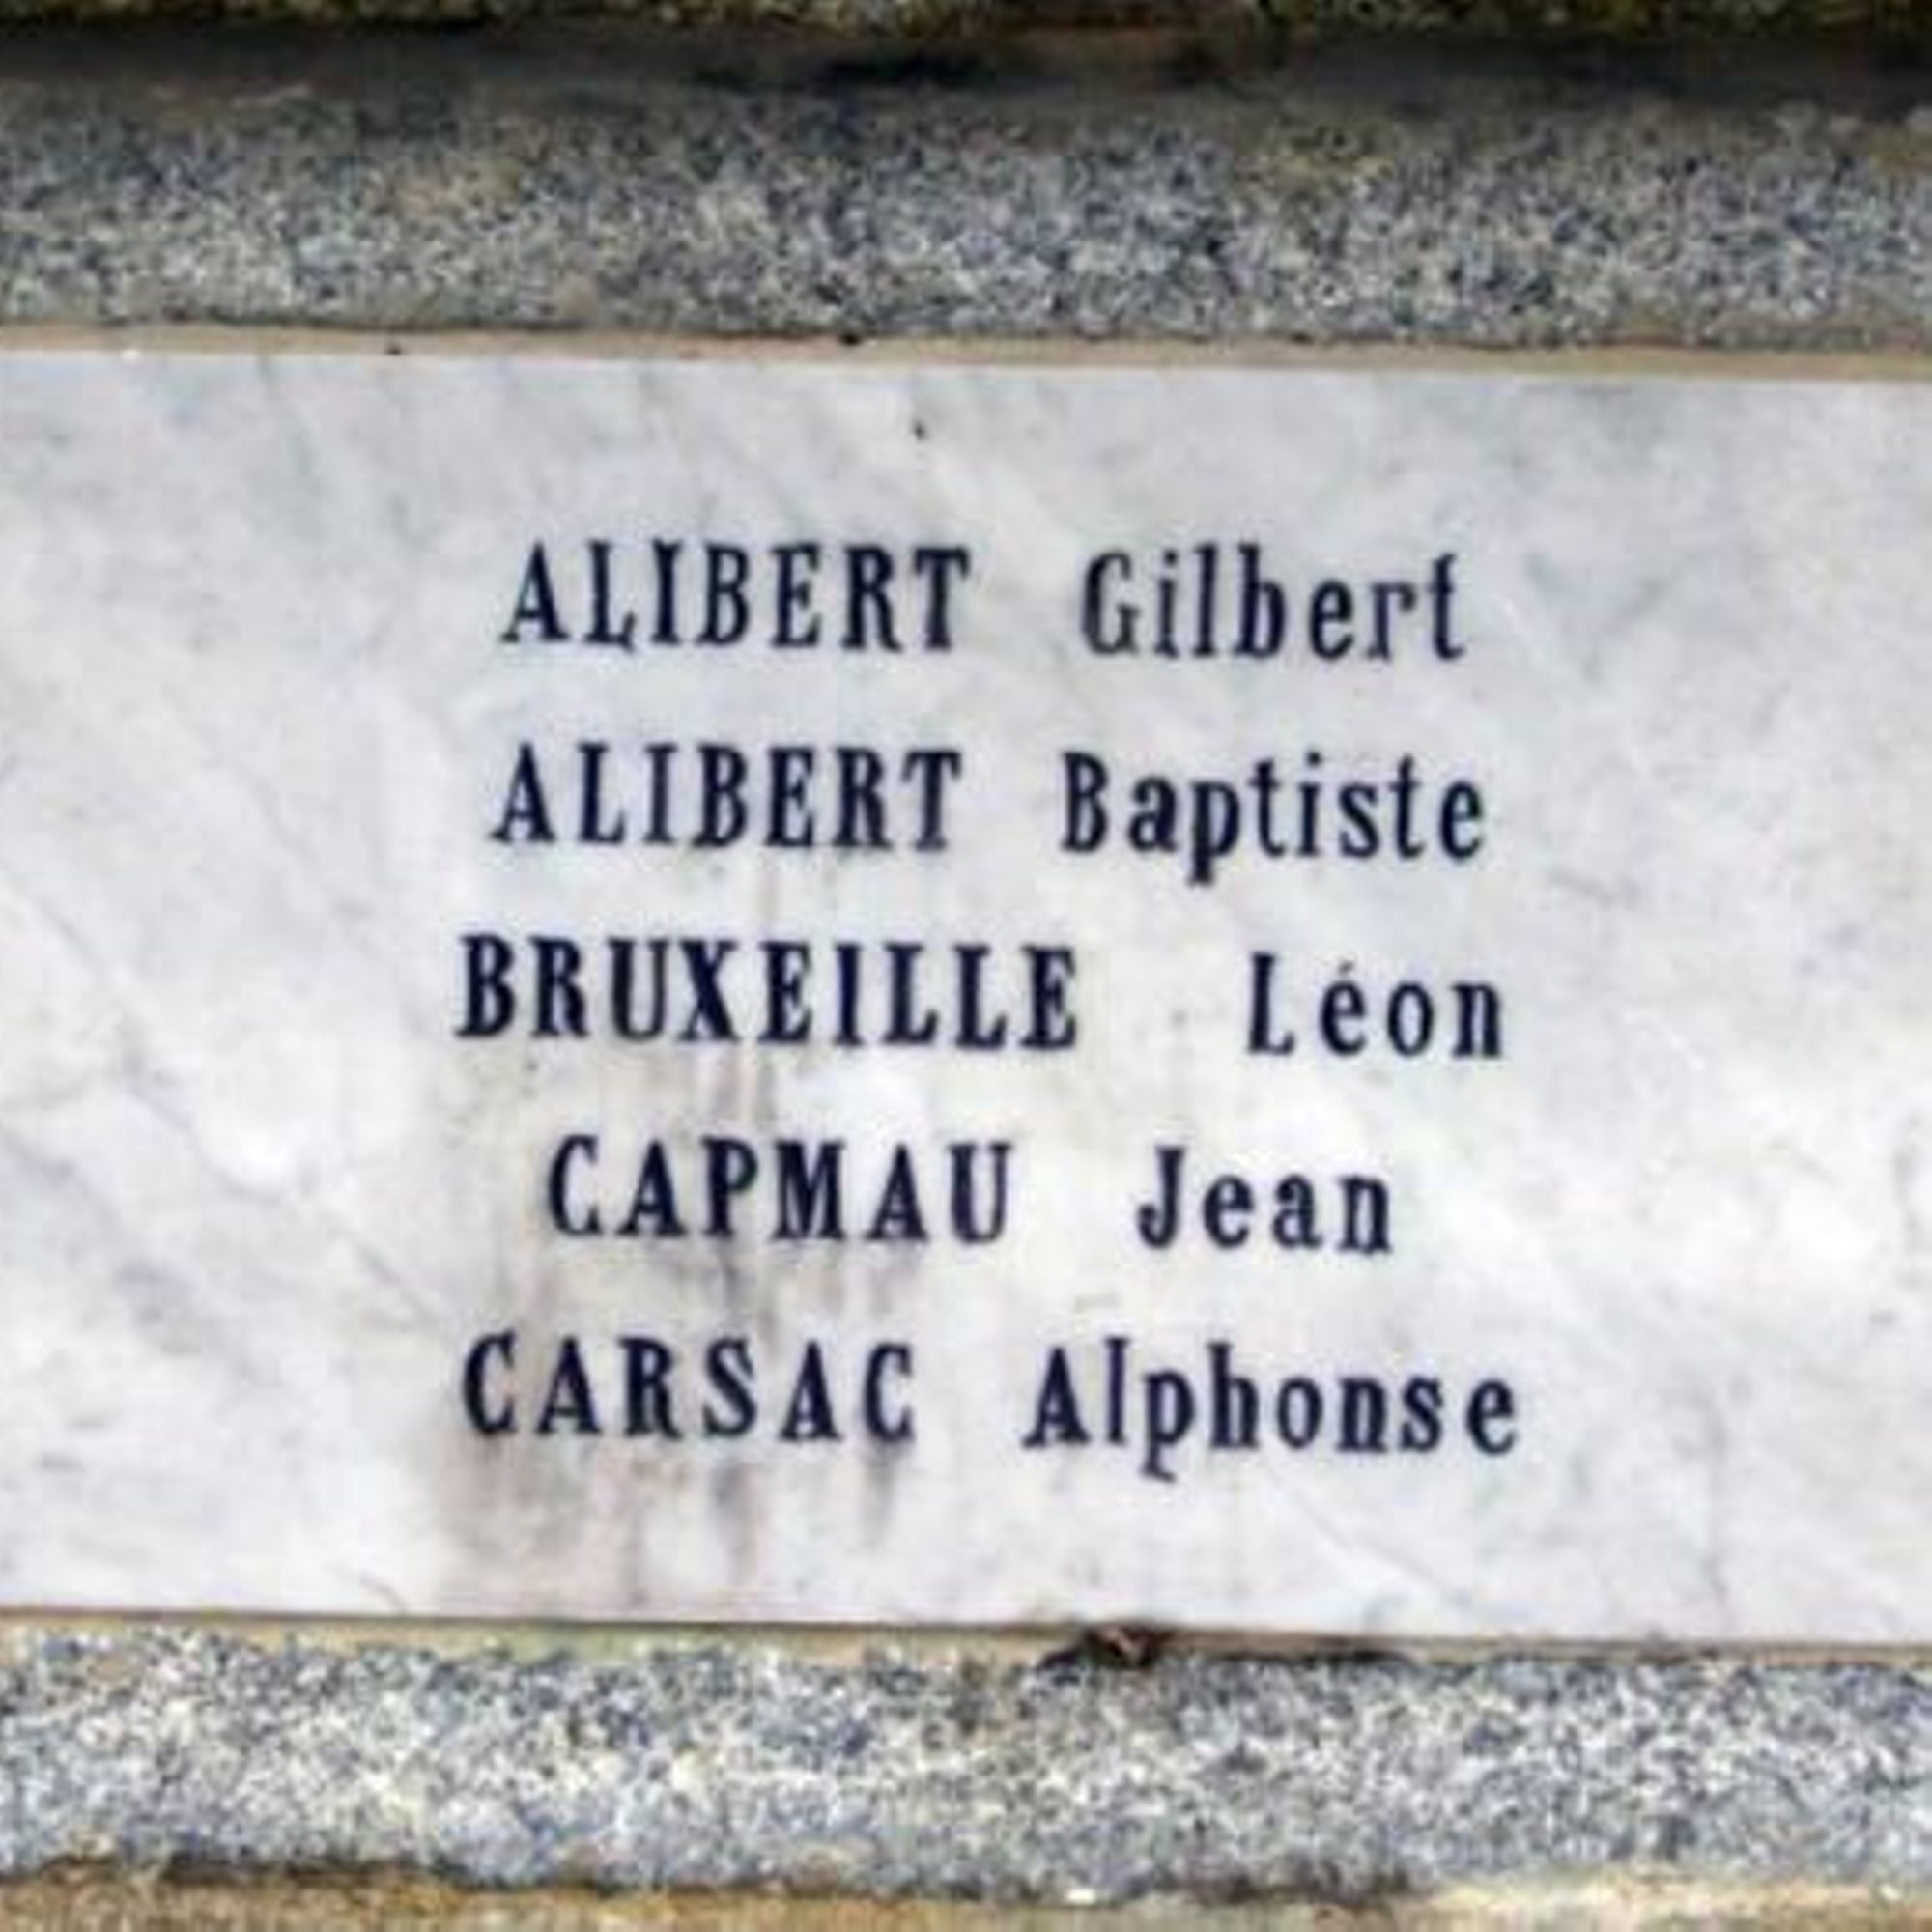 ALIBERT Gilbert
ALIBERT Baptiste
BRUXEILLE Léon
CAPMAU Jean
CARSAC Alphonse